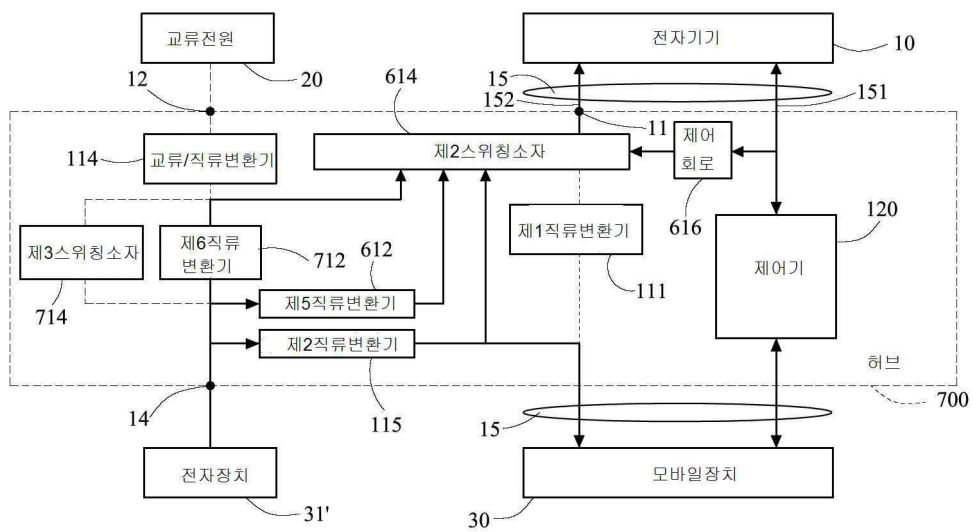 교류전원
전자기기
10
20
12
614
15
152
151
11
114
교류/직류변환기
제2스위칭소자
제어
회로
616
120
제3스위칭소자
714
제6직류
변환기
712
612
제1직류변환기
111
제어기
제5직류변환기
제2직류변환기
허브
700
14
115
15
전자장치
31'
모바일장치
30